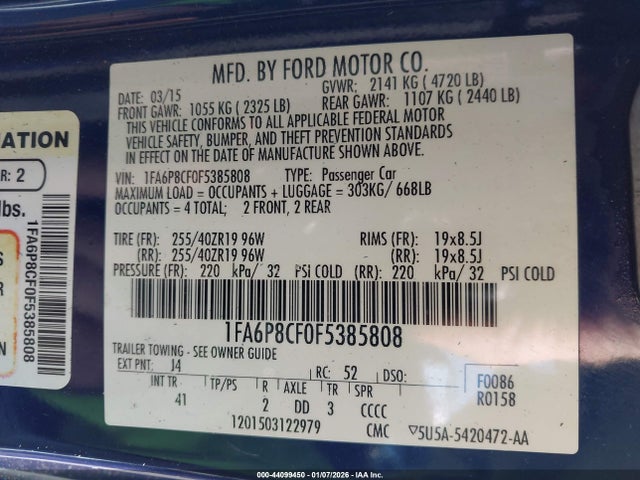 MFD. BY FORD MOTOR CO.
DATE: 03/15 GVWR: 2141 KG ( 4720 LB)
FRONT GAWR: 1055 KG ( 2325 LB) REAR GAWR: 1107 KG ( 2440 LB)
THIS VEHICLE CONFORMS TO ALL APPLICABLE FEDERAL MOTOR
VEHICLE SAFETY, BUMPER, AND THEFT PREVENTION STANDARDS
IN EFFECT ON THE DATE OF MANUFACTURE SHOWN ABOVE.
VIN: 1FA6P8CF0F5385808 TYPE: Passenger Car
MAXIMUM LOAD = OCCUPANTS + LUGGAGE = 303KG/ 668LB
OCCUPANTS = 4 TOTAL; 2 FRONT, 2 REAR
TIRE (FR): 255/40ZR19 96W RIMS (FR): 19x8.5J
(RR): 255/40ZR19 96W (RR): 19x8.5J
PRESSURE (FR): 220 kPa/ 32 PSI COLD (RR): 220 kPa/ 32 PSI COLD
1FA6P8CF0F5385808
TRAILER TOWING - SEE OWNER GUIDE
EXT PNT: J4 RC: 52 DSO: F0086
R0158
INT TR TP/PS R AXLE TR SPR
41 2 DD 3 CCCC
1201503122979 CMC ▽5U5A-5420472-AA
NATION
R: 2
lbs.
1FA6P8CF0F5385808
S
R
N
000-44099450 - 01/07/2026 - IAA Inc.